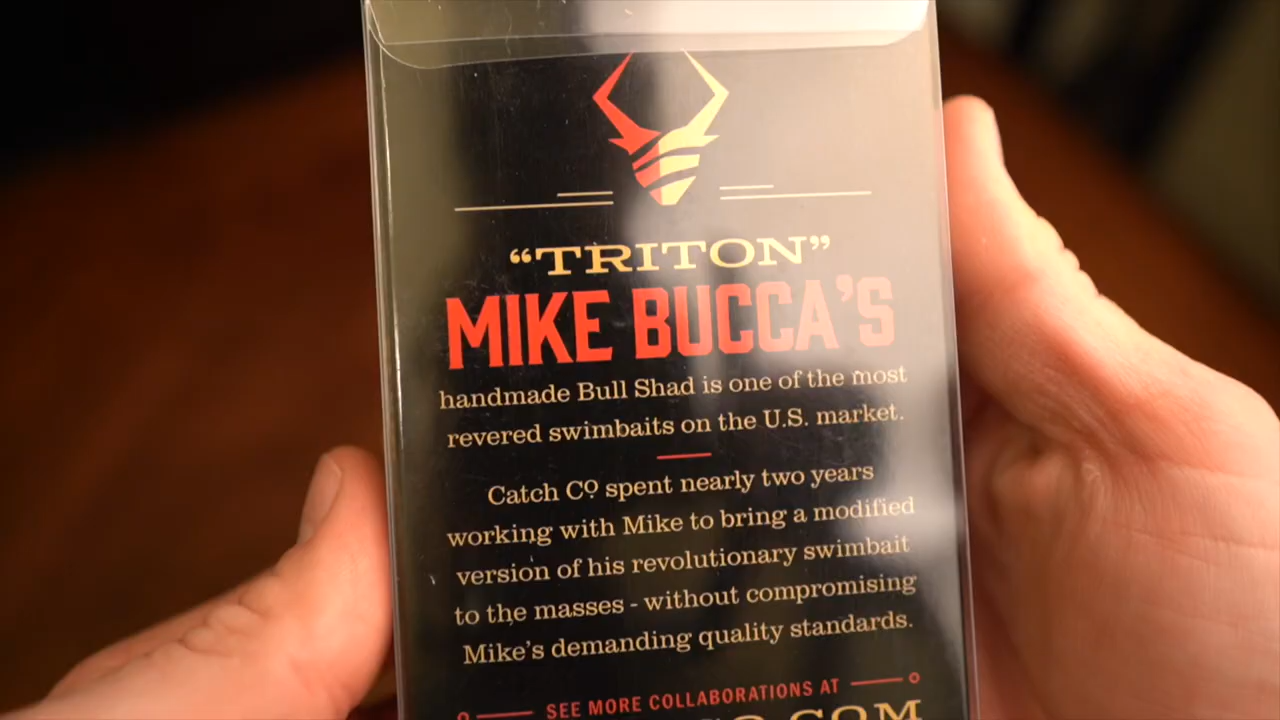 “TRITON”
MIKE BUCCA’S
handmade Bull Shad is one of the most
revered swimbaits on the U.S. market.
Catch Co spent nearly two years
working with Mike to bring a modified
version of his revolutionary swimbait
to the masses - without compromising
Mike’s demanding quality standards.
SEE MORE COLLABORATIONS AT